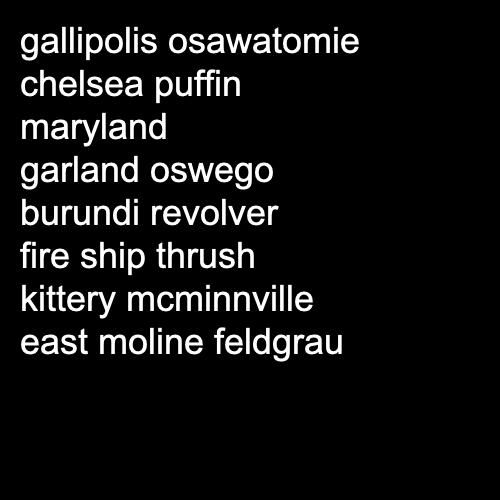 gallipolis osawatomie
chelsea puffin
maryland
garland oswego
burundi revolver
fire ship thrush
kittery mcminnville
east moline feldgrau